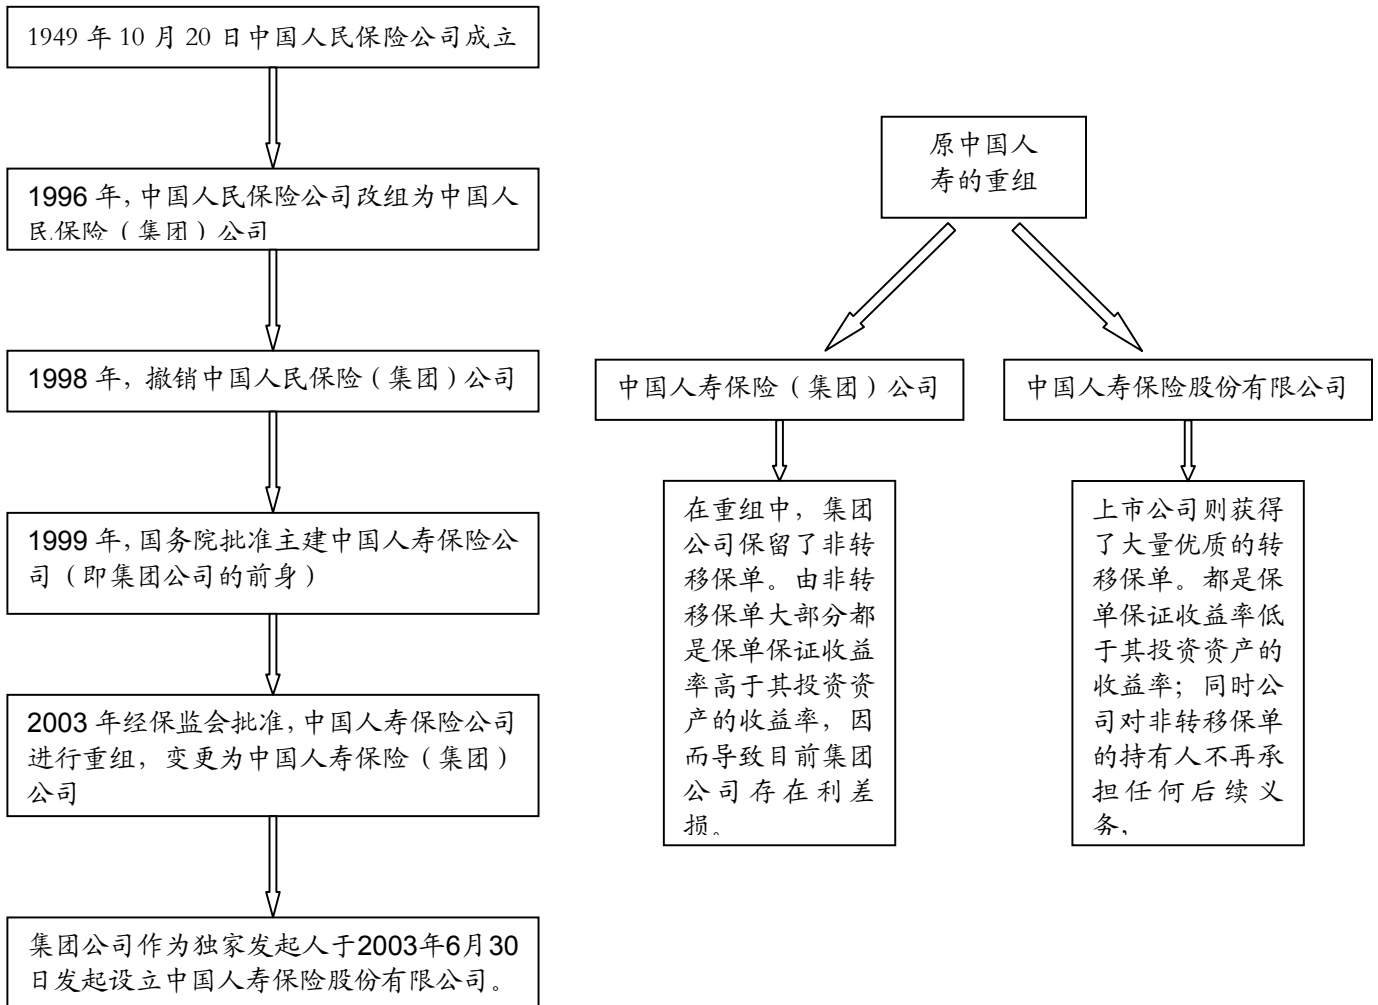 1949 年 10 月 20 日中国人民保险公司成立
1996 年,中国人民保险公司改组为中国人
民保险（集团）公司
1998 年，撤销中国人民保险（集团）公司
1999 年,国务院批准主建中国人寿保险公
司（即集团公司的前身）
2003 年经保监会批准,中国人寿保险公司
进行重组，变更为中国人寿保险（集团）
公司
集团公司作为独家发起人于2003年6月30
日发起设立中国人寿保险股份有限公司。
原中国人
寿的重组
中国人寿保险（集团）公司
中国人寿保险股份有限公司
在重组中，集团
公司保留了非转
移保单。由非转
移保单大部分都
是保单保证收益
率高于其投资资
产的收益率，因
而导致目前集团
公司存在利差
损。
上市公司则获得
了大量优质的转
移保单。都是保
单保证收益率低
于其投资资产的
收益率；同时公
司对非转移保单
的持有人不再承
担任何后续义
务，